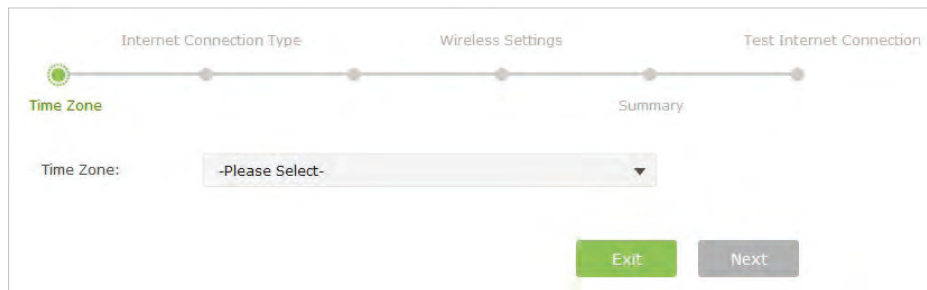 Internet Connection Type Wireless Settings Test Internet Connection
Time Zone Summary
Time Zone: -Please Select-
Exit Next